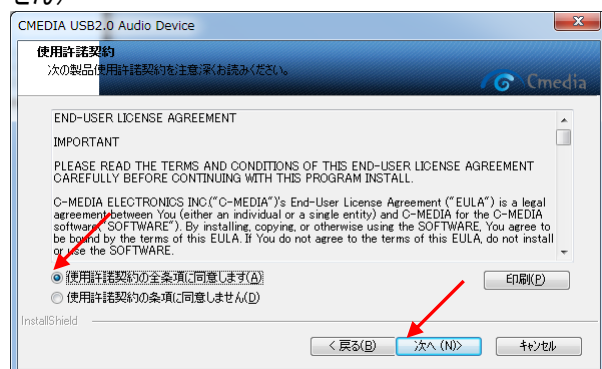 CMEDIA USB2.0 Audio Device
使用許諾契約
次の製品使用許諾契約を注意深くお読みください。
Cmedia
END-USER LICENSE AGREEMENT
IMPORTANT
PLEASE READ THE TERMS AND CONDITIONS OF THIS END-USER LICENSE AGREEMENT
CAREFULLY BEFORE CONTINUING WITH THIS PROGRAM INSTALL.
C-MEDIA ELECTRONICS INC.("C-MEDIA")'s End-User License Agreement ("EULA") is a legal
agreement between You (either an individual or a single entity) and C-MEDIA for the C-MEDIA
software("SOFTWARE"). By installing, copying, or otherwise using the SOFTWARE, You agree to
be bound by the terms of this EULA. If You do not agree to the terms of this EULA, do not install
or use the SOFTWARE.
使用許諾契約の全条項に同意します(A)
印刷(P)
使用許諾契約の条項に同意しません(D)
InstallShield
< 戻る(B)
次へ (N)>
キャンセル